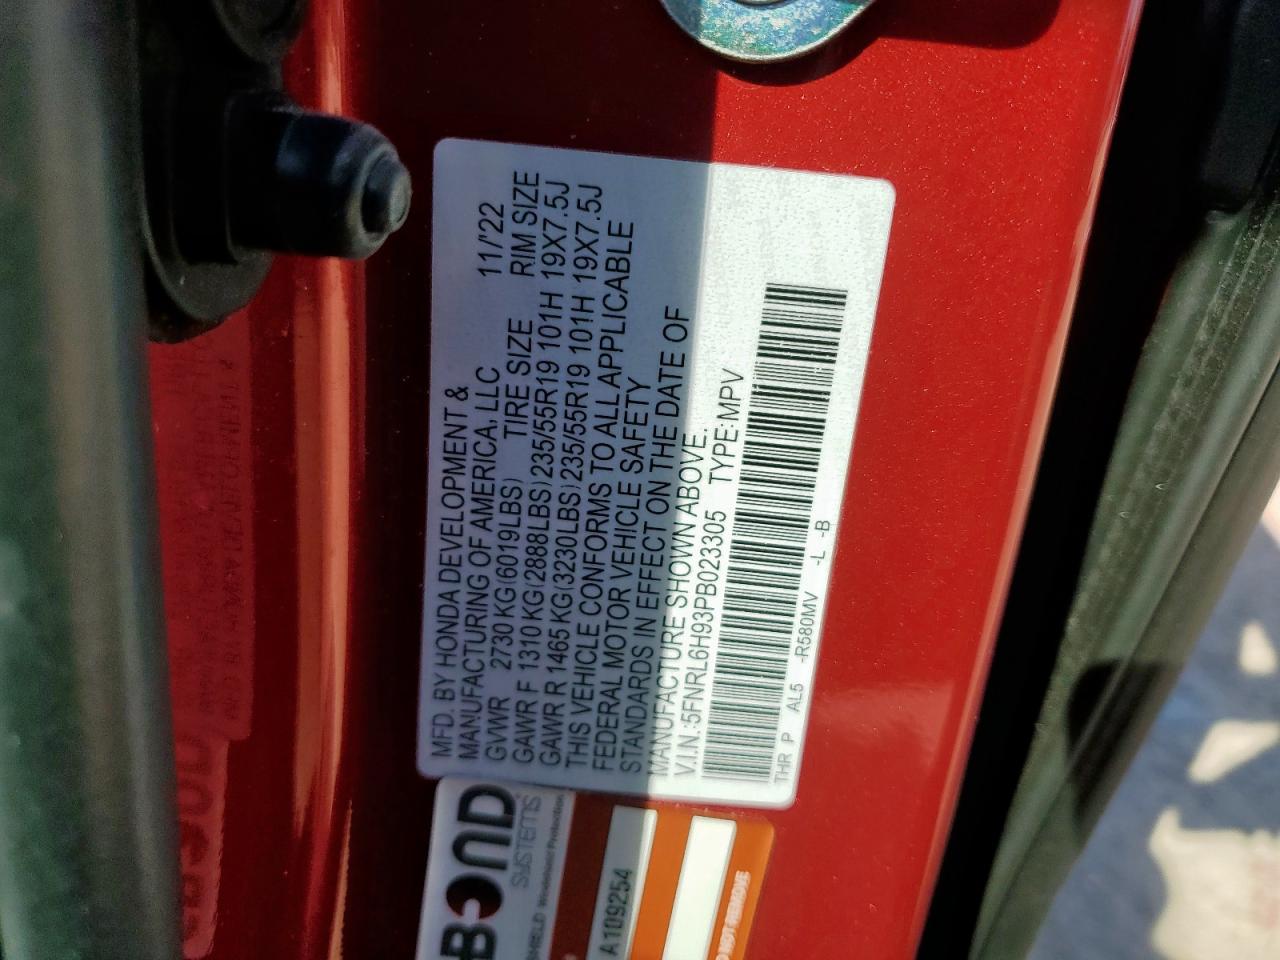 MFD. BY HONDA DEVELOPMENT &
MANUFACTURING OF AMERICA, LLC 11/'22
GVWR 2730 KG(6019LBS) TIRE SIZE RIM SIZE
GAWR F 1310 KG(2888LBS)235/55R19 101H 19X7.5J
GAWR R 1465 KG(3230LBS)235/55R19 101H 19X7.5J
THIS VEHICLE CONFORMS TO ALL APPLICABLE
FEDERAL MOTOR VEHICLE SAFETY
STANDARDS IN EFFECT ON THE DATE OF
MANUFACTURE SHOWN ABOVE.
V.I.N.:5FNRL6H93PB023305 TYPE:MPV
THR P AL5 -R580MV -L -B
SYSTEMS
A109254